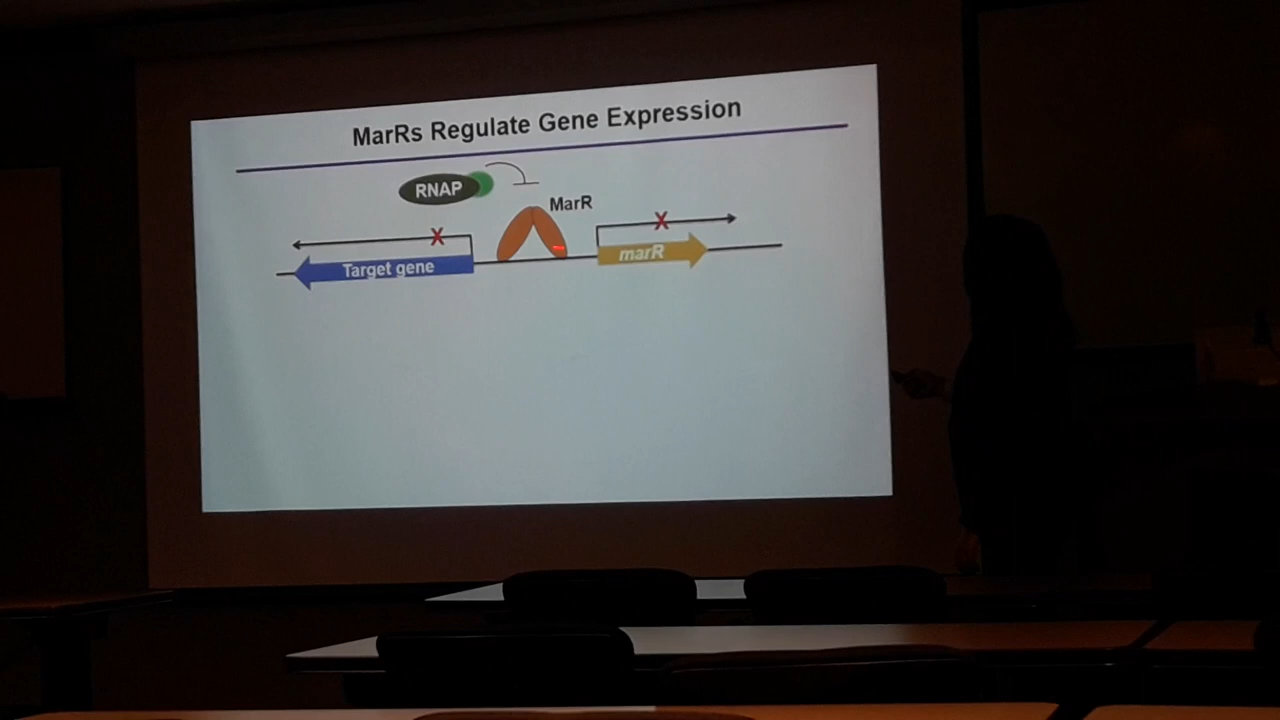 MarRs Regulate Gene Expression
RNAP
MarR
X
X
Target gene
marR